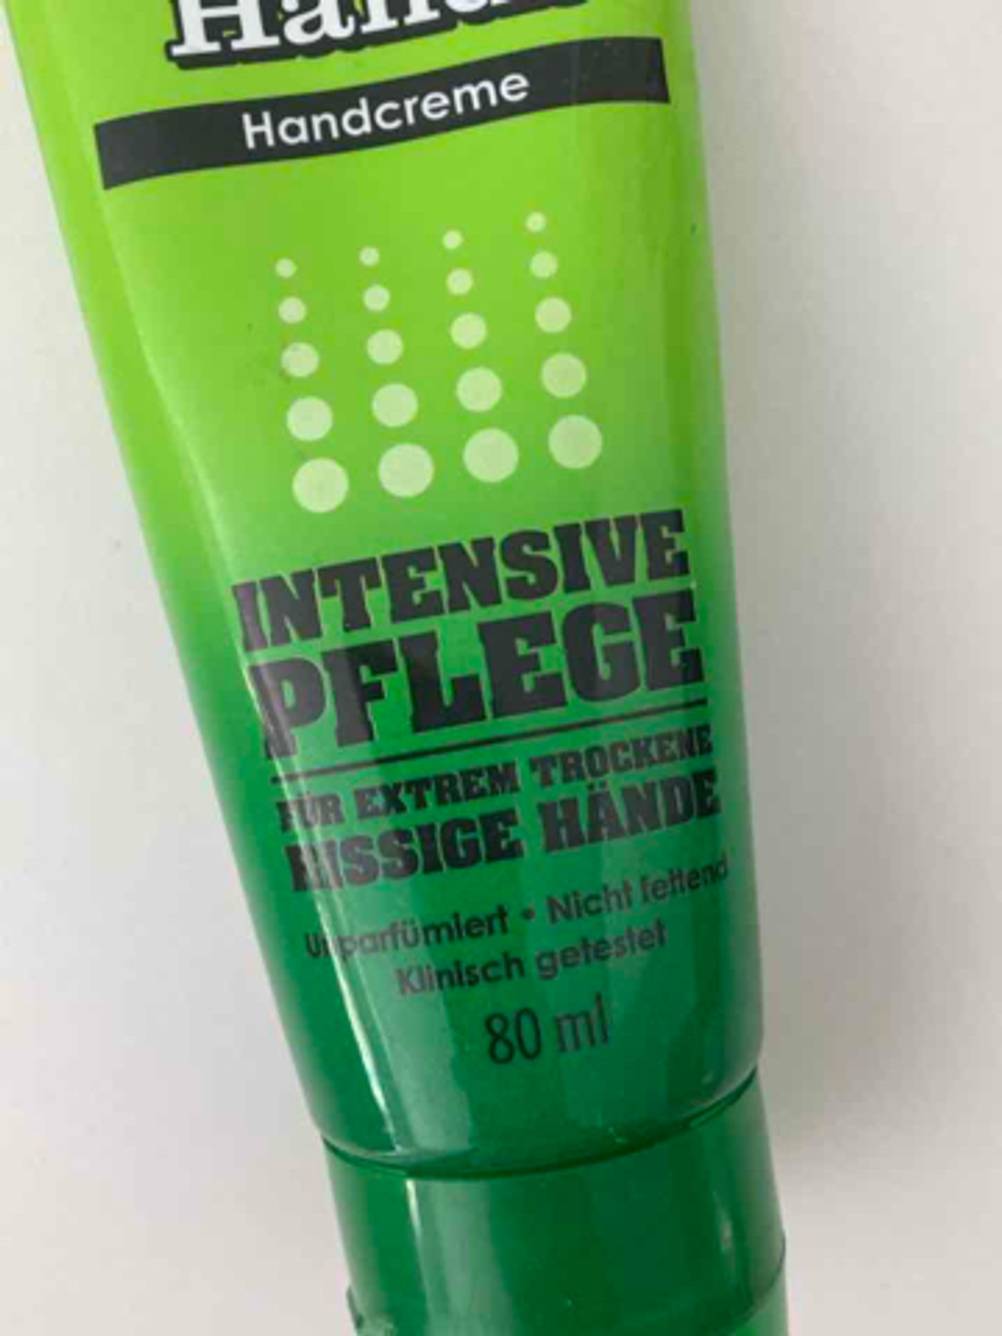 Handcreme
INTENSIVE
PFLEGE
FÜR EXTREM TROCKENE
RISSIGE HÄNDE
Unparfümiert • Nicht fettend
Klinisch getestet
80 ml